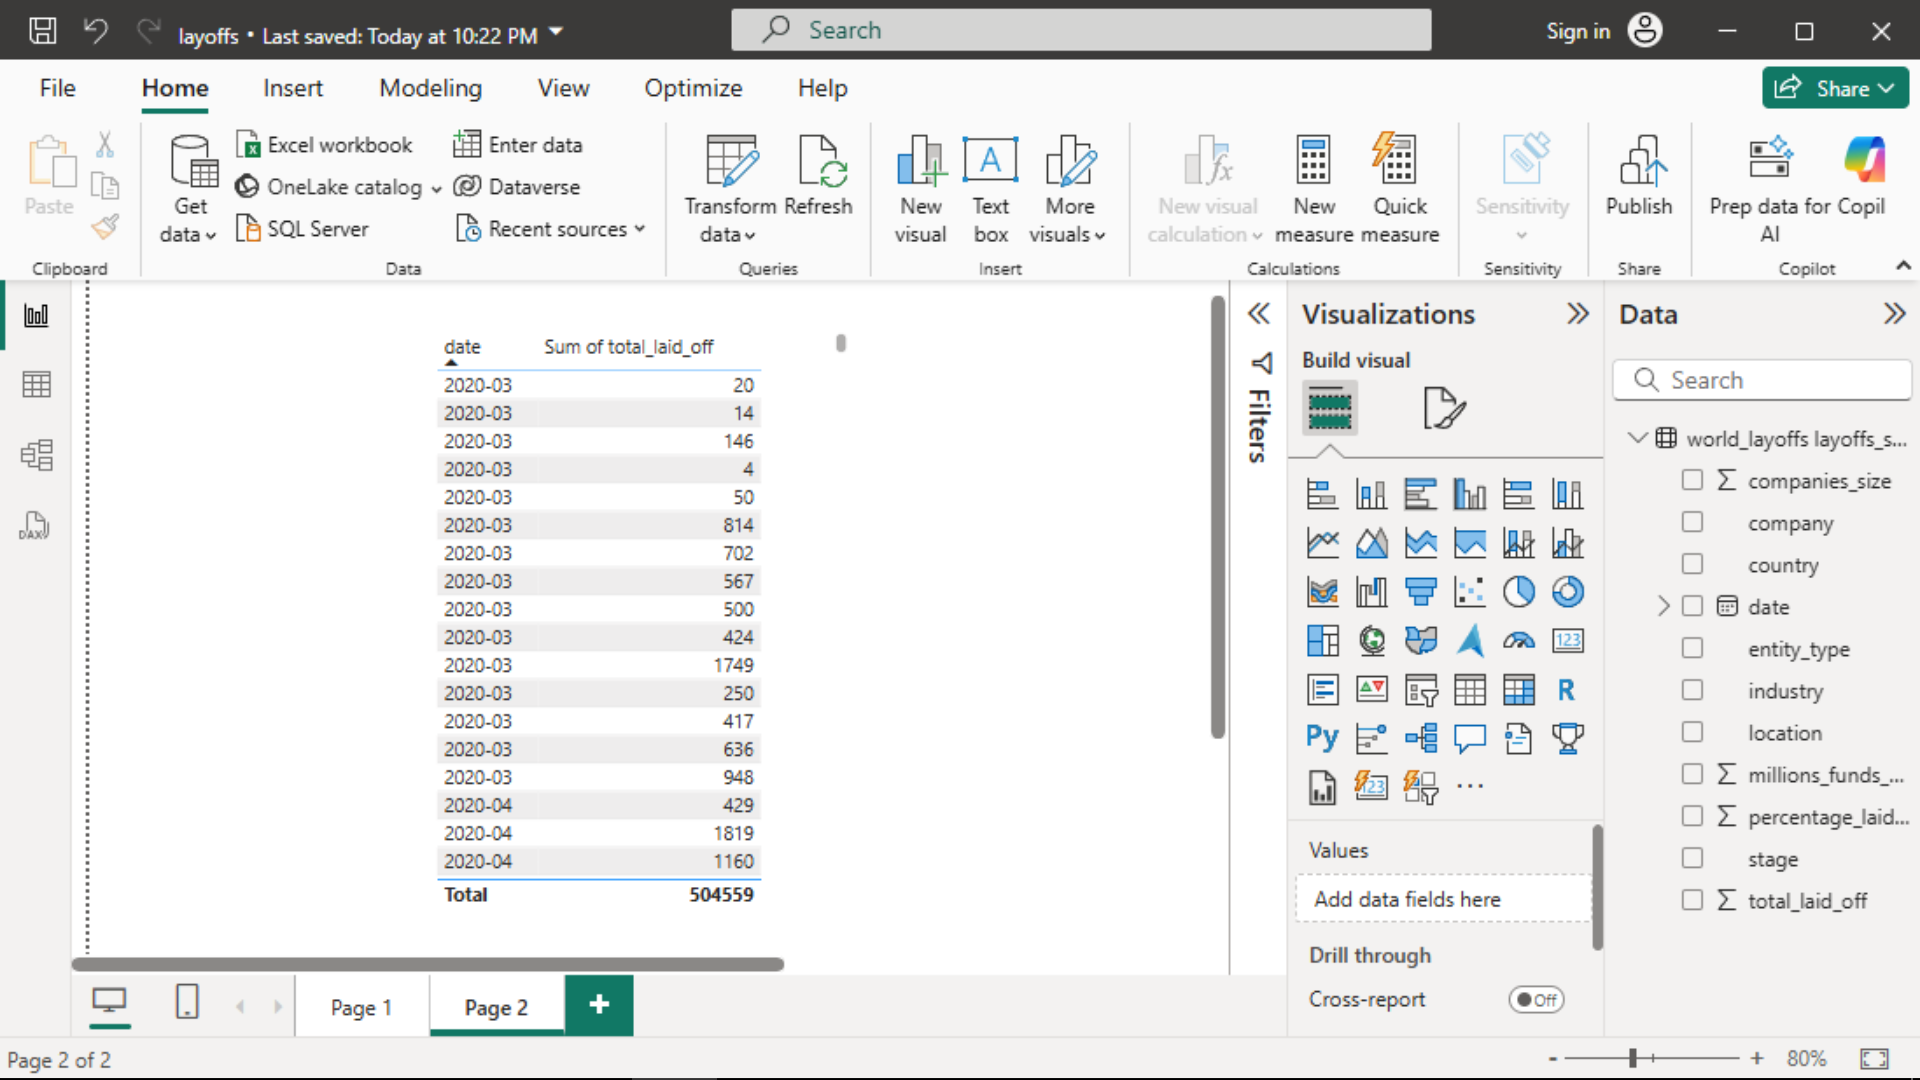 layoffs • Last saved: Today at 10:22 PM
Search
Sign in
File Home Insert Modeling View Optimize Help
Share
Paste
Clipboard
Get data
Excel workbook
OneLake catalog
SQL Server
Enter data
Dataverse
Recent sources
Data
Transform data
Refresh
Queries
New visual
Text box
More visuals
Insert
New visual calculation
New measure
Quick measure
Calculations
Sensitivity
Sensitivity
Publish
Share
Prep data for AI
Copil
Copilot
DAX
date Sum of total_laid_off
2020-03 20
2020-03 14
2020-03 146
2020-03 4
2020-03 50
2020-03 814
2020-03 702
2020-03 567
2020-03 500
2020-03 424
2020-03 1749
2020-03 250
2020-03 417
2020-03 636
2020-03 948
2020-04 429
2020-04 1819
2020-04 1160
Total 504559
Filters
Visualizations
Build visual
123
R
Py
123
Values
Add data fields here
Drill through
Cross-report
Off
Data
Search
world_layoffs layoffs_s...
companies_size
company
country
date
entity_type
industry
location
millions_funds_...
percentage_laid...
stage
total_laid_off
Page 1
Page 2
+
Page 2 of 2
- + 80%